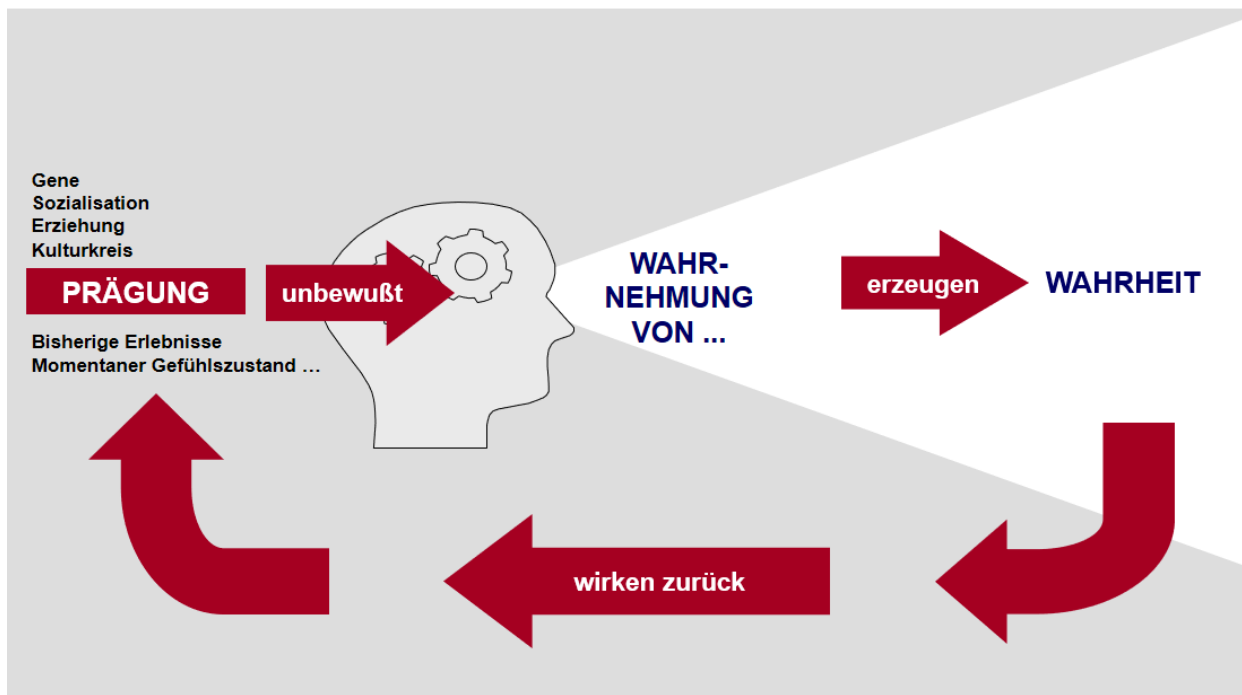 Gene
Sozialisation
Erziehung
Kulturkreis
PRÄGUNG
Bisherige Erlebnisse
Momentaner Gefühlszustand ...
unbewußt
WAHR-
NEHMUNG
VON ...
erzeugen
WAHRHEIT
wirken zurück